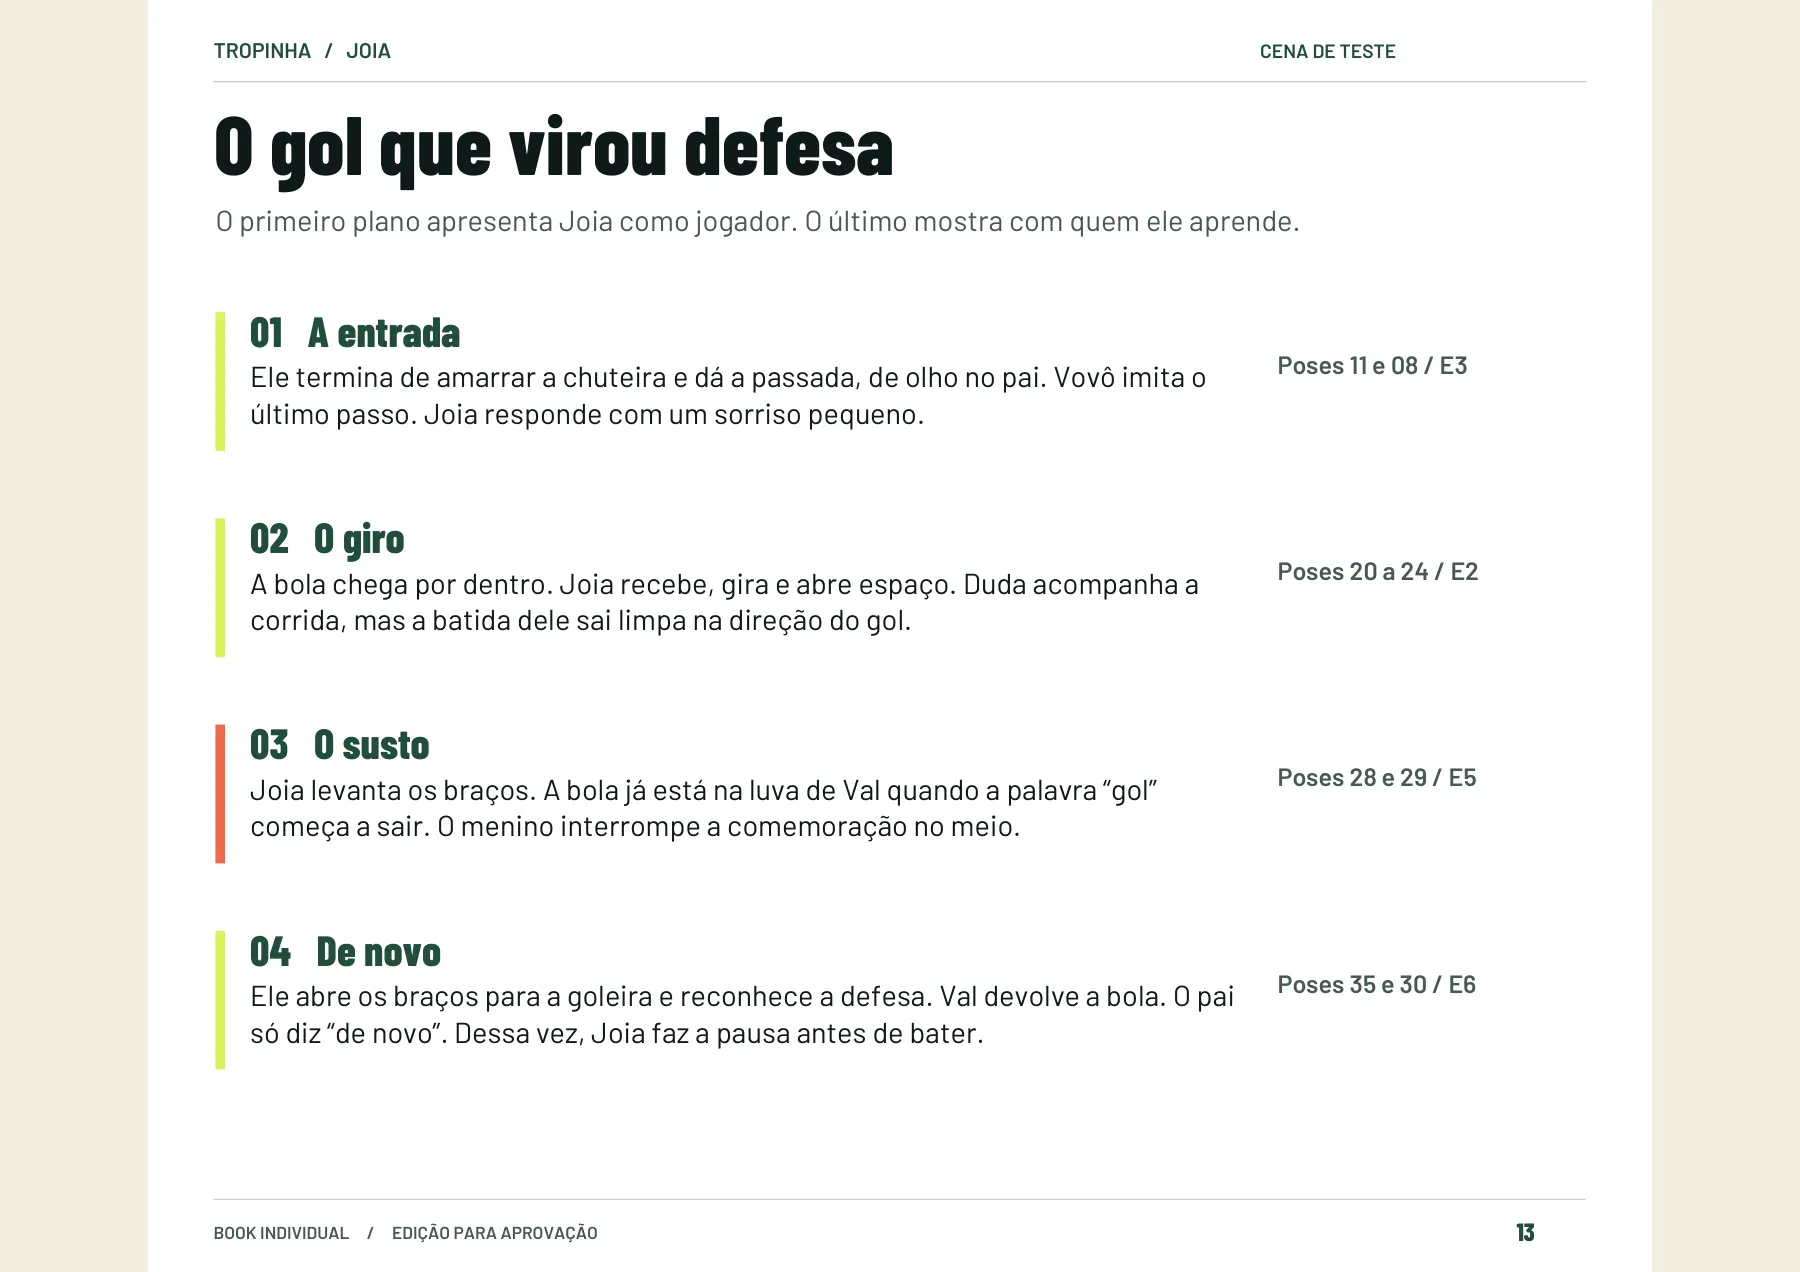 TROPINHA / JOIA
CENA DE TESTE
O gol que virou defesa
O primeiro plano apresenta Joia como jogador. O último mostra com quem ele aprende.
01 A entrada
Ele termina de amarrar a chuteira e dá a passada, de olho no pai. Vovô imita o
último passo. Joia responde com um sorriso pequeno.
Poses 11 e 08 / E3
02 O giro
A bola chega por dentro. Joia recebe, gira e abre espaço. Duda acompanha a
corrida, mas a batida dele sai limpa na direção do gol.
Poses 20 a 24 / E2
03 O susto
Joia levanta os braços. A bola já está na luva de Val quando a palavra “gol”
começa a sair. O menino interrompe a comemoração no meio.
Poses 28 e 29 / E5
04 De novo
Ele abre os braços para a goleira e reconhece a defesa. Val devolve a bola. O pai
só diz “de novo”. Dessa vez, Joia faz a pausa antes de bater.
Poses 35 e 30 / E6
BOOK INDIVIDUAL / EDIÇÃO PARA APROVAÇÃO
13